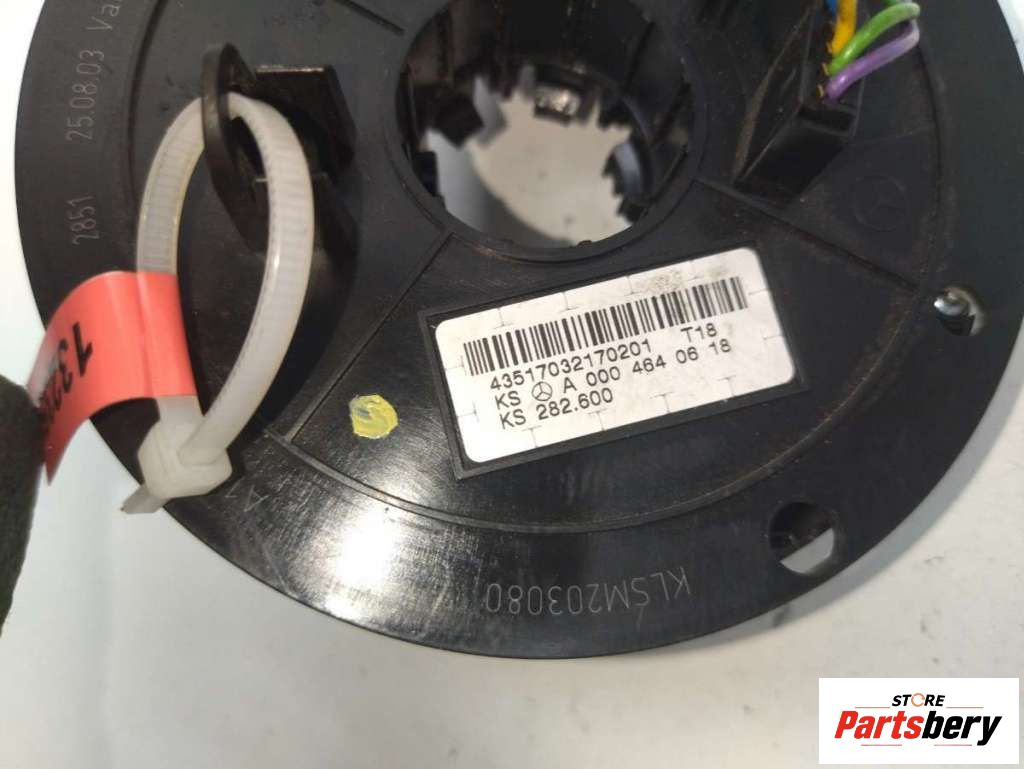 2851 25.08.03
43517032170201 T18
KS A 000 464 06 18
KS 282.600
KLSM203080
STORE
Partsbery